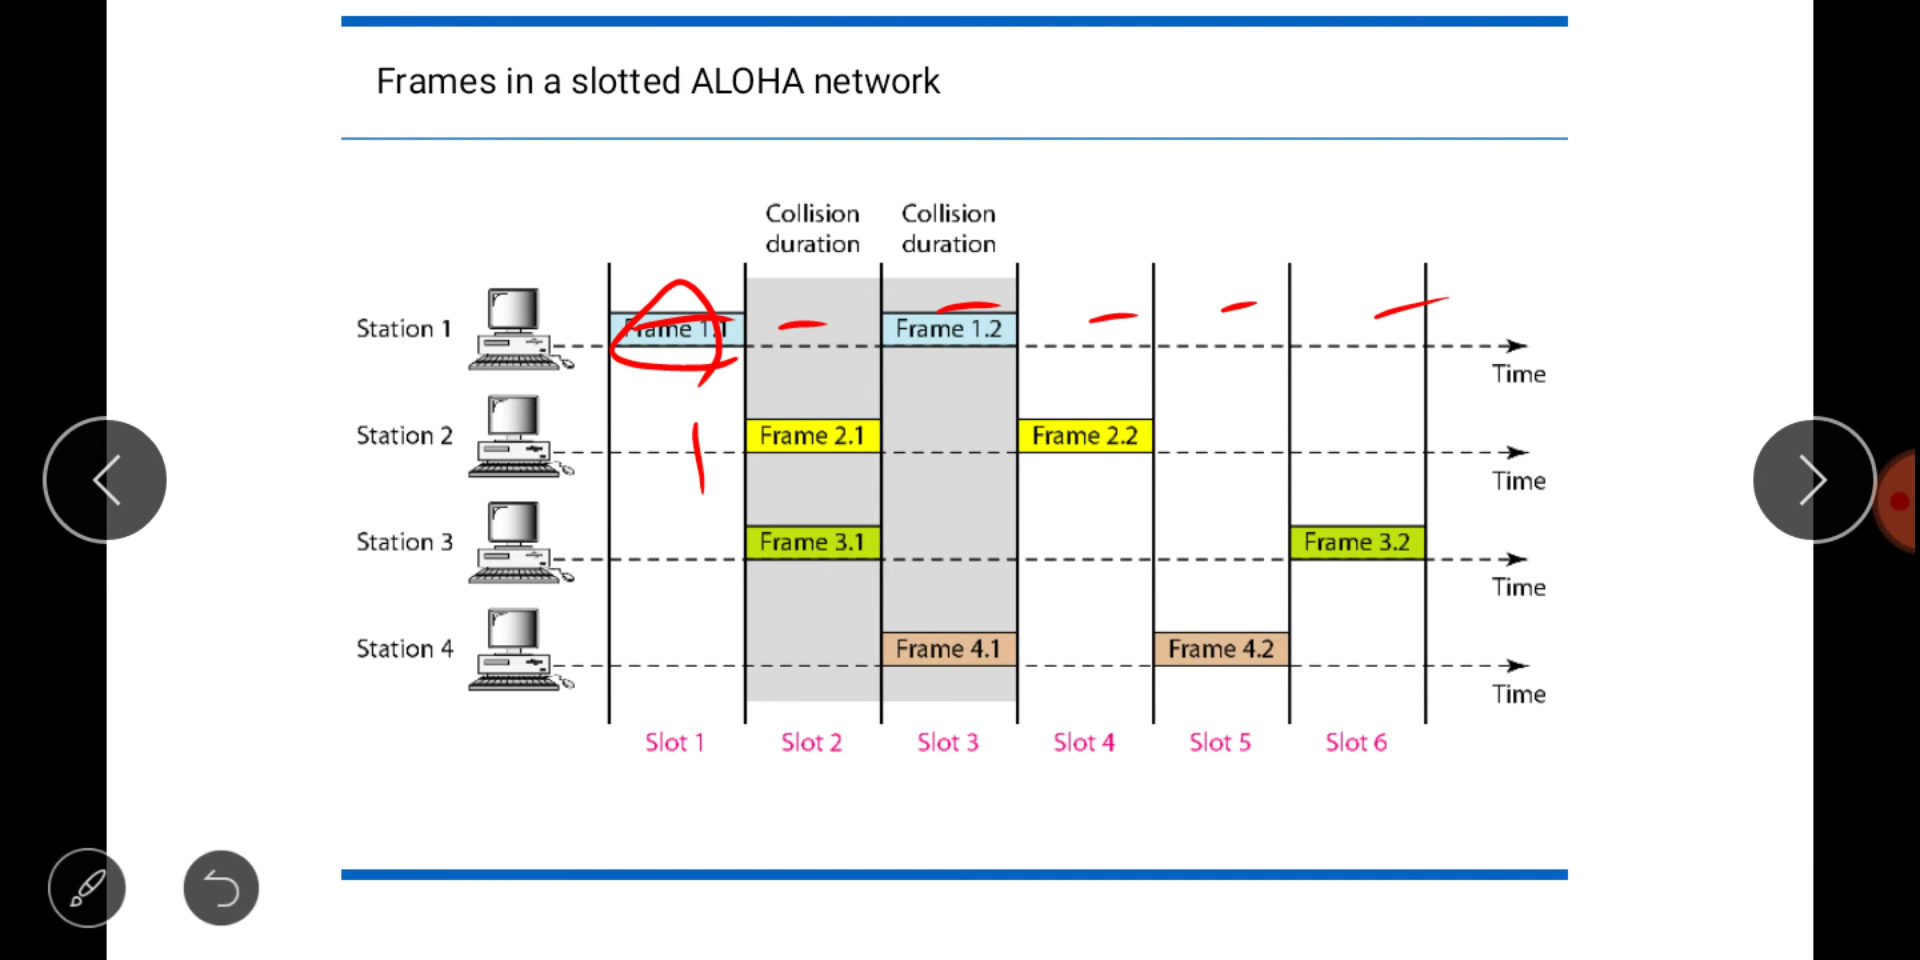 Frames in a slotted ALOHA network
Collision duration
Collision duration
Station 1
Frame 1.1
Frame 1.2
Time
Station 2
Frame 2.1
Frame 2.2
Time
Station 3
Frame 3.1
Frame 3.2
Time
Station 4
Frame 4.1
Frame 4.2
Time
Slot 1
Slot 2
Slot 3
Slot 4
Slot 5
Slot 6